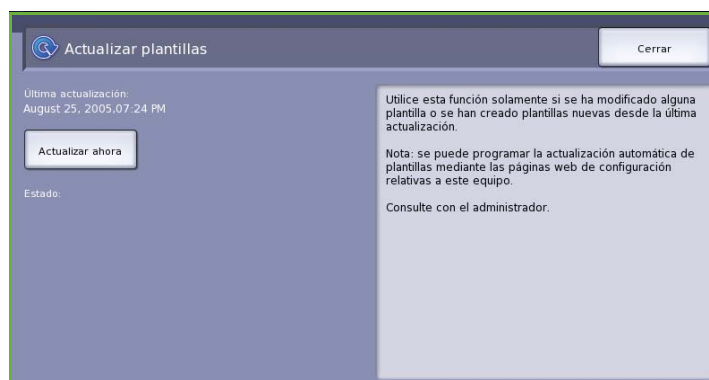 Actualizar plantillas
Cerrar
Última actualización:
August 25, 2005,07:24 PM
Actualizar ahora
Estado:
Utilice esta función solamente si se ha modificado alguna
plantilla o se han creado plantillas nuevas desde la última
actualización.
Nota: se puede programar la actualización automática de
plantillas mediante las páginas web de configuración
relativas a este equipo.
Consulte con el administrador.